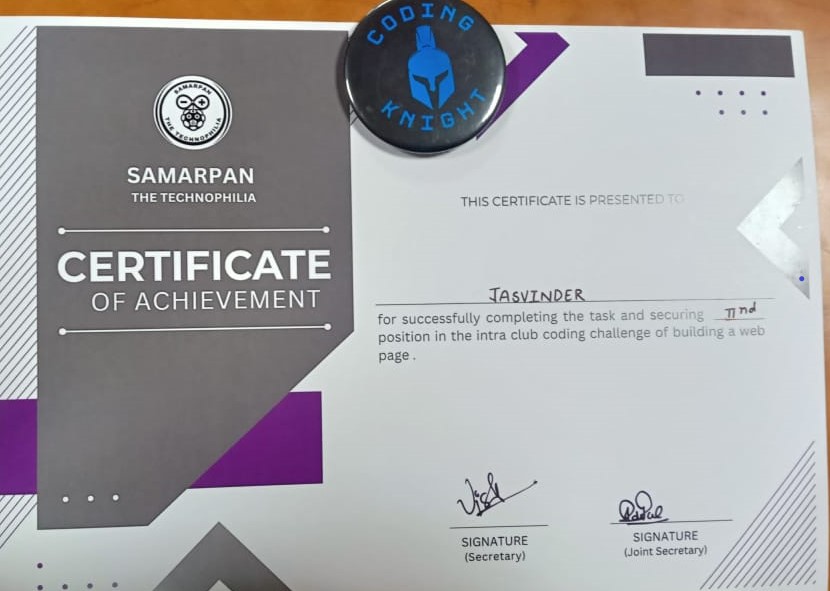 CODING
KNIGHT
SAMARPAN
THE TECHNOPHILIA
SAMARPAN
THE TECHNOPHILIA
CERTIFICATE
OF ACHIEVEMENT
THIS CERTIFICATE IS PRESENTED TO
JASVINDER
for successfully completing the task and securing IInd
position in the intra club coding challenge of building a web
page.
SIGNATURE
(Secretary)
SIGNATURE
(Joint Secretary)